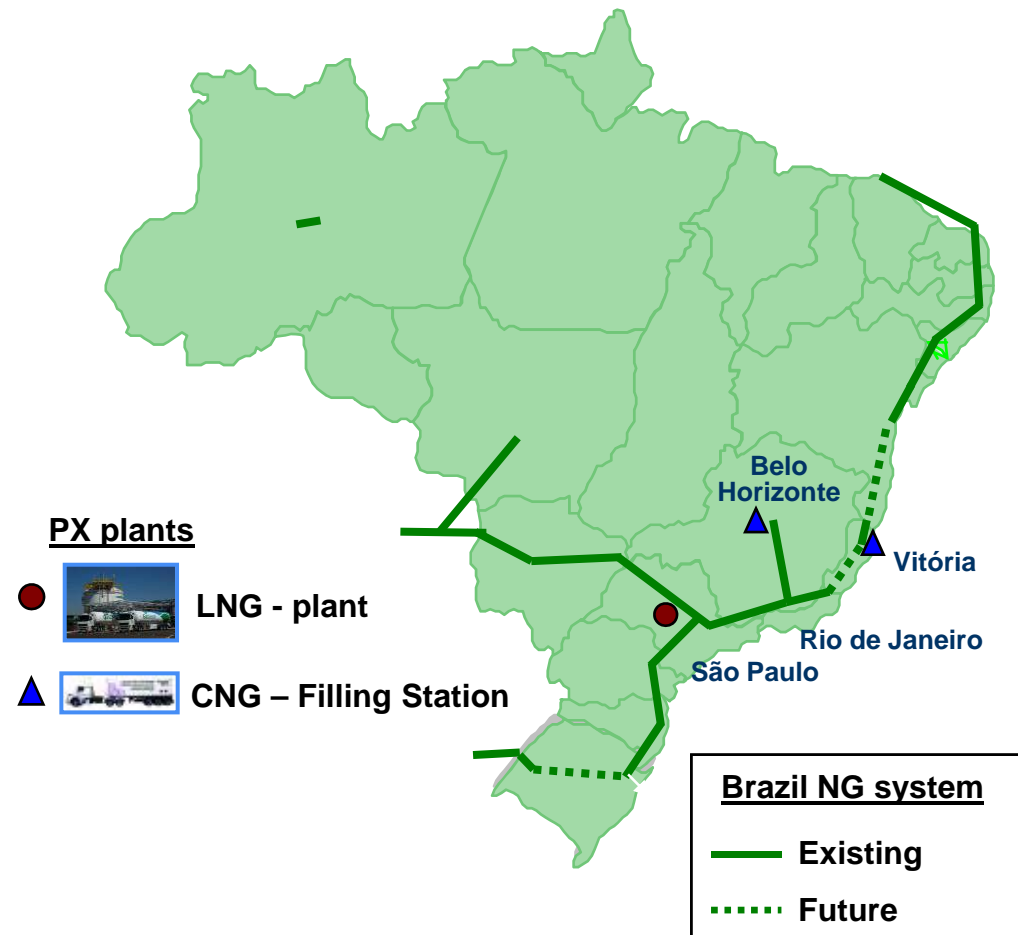 Belo
Horizonte
Vitória
Rio de Janeiro
São Paulo
PX plants
LNG - plant
CNG – Filling Station
Brazil NG system
Existing
Future